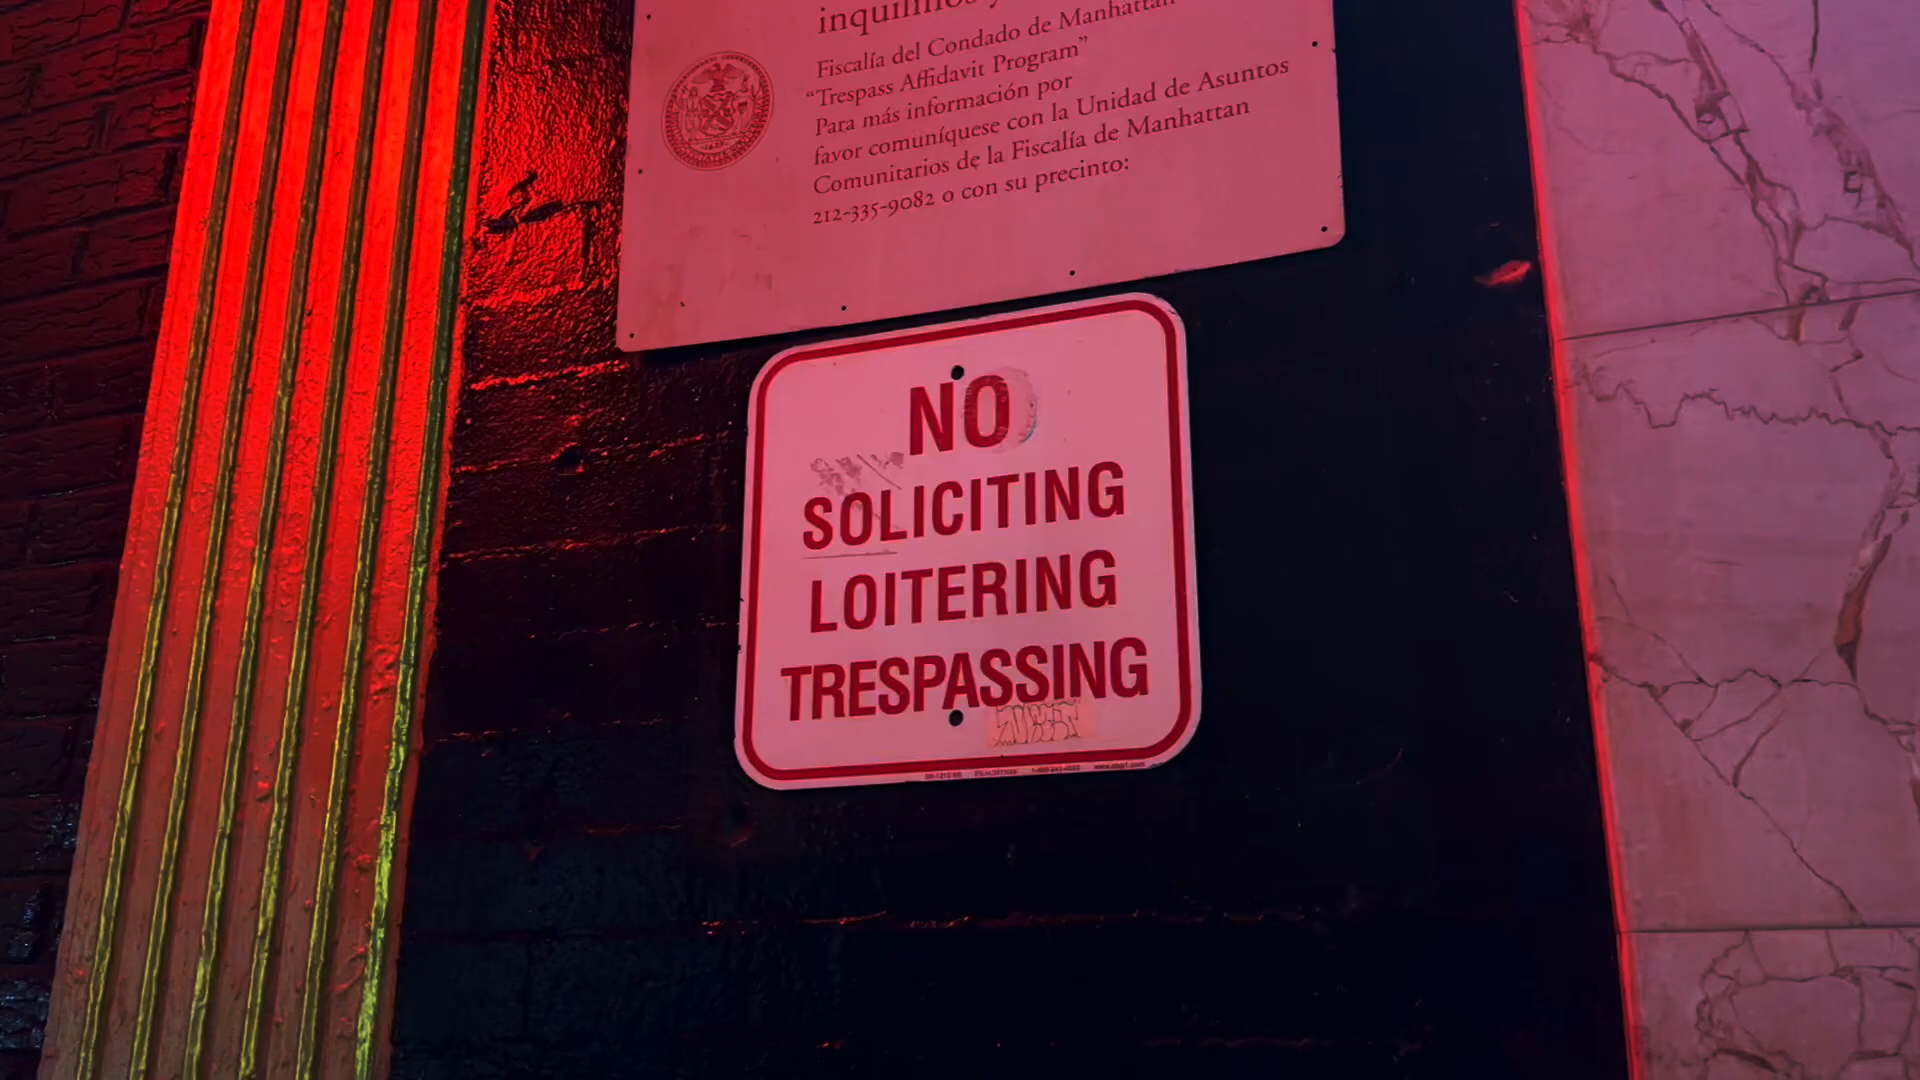 inquilinos y
Fiscalía del Condado de Manhattan
“Trespass Affidavit Program”
Para más información por
favor comuníquese con la Unidad de Asuntos
Comunitarios de la Fiscalía de Manhattan
212-335-9082 o con su precinto:
NO
SOLICITING
LOITERING
TRESPASSING